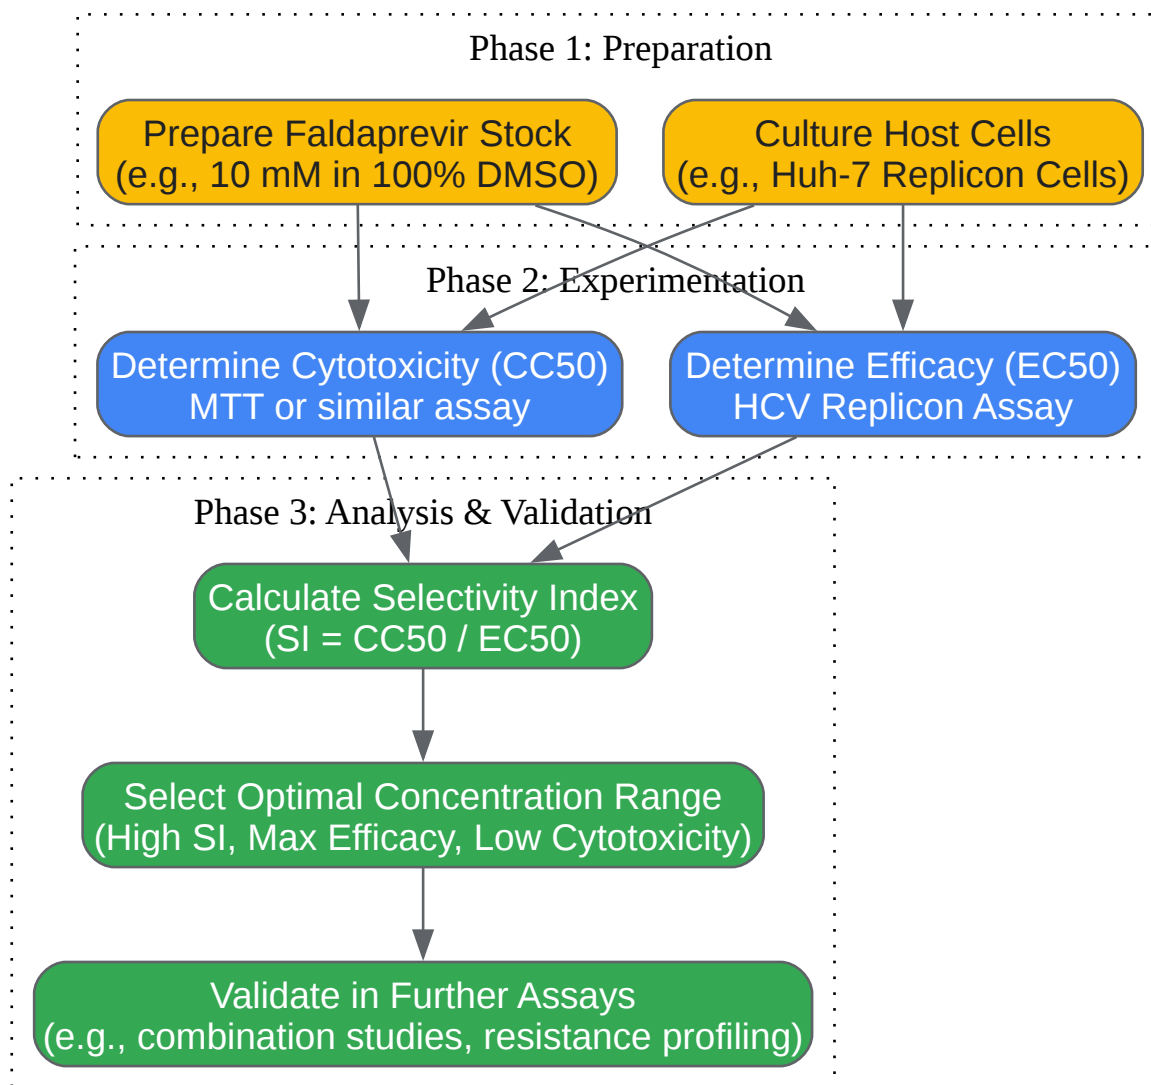 Phase 1: Preparation
Prepare Faldaprevir Stock
(e.g., 10 mM in 100% DMSO)
Culture Host Cells
(e.g., Huh-7 Replicon Cells)
Phase 2: Experimentation
Determine Cytotoxicity (CC50)
MTT or similar assay
Determine Efficacy (EC50)
HCV Replicon Assay
Phase 3: Analysis & Validation
Calculate Selectivity Index
(SI = CC50 / EC50)
Select Optimal Concentration Range
(High SI, Max Efficacy, Low Cytotoxicity)
Validate in Further Assays
(e.g., combination studies, resistance profiling)